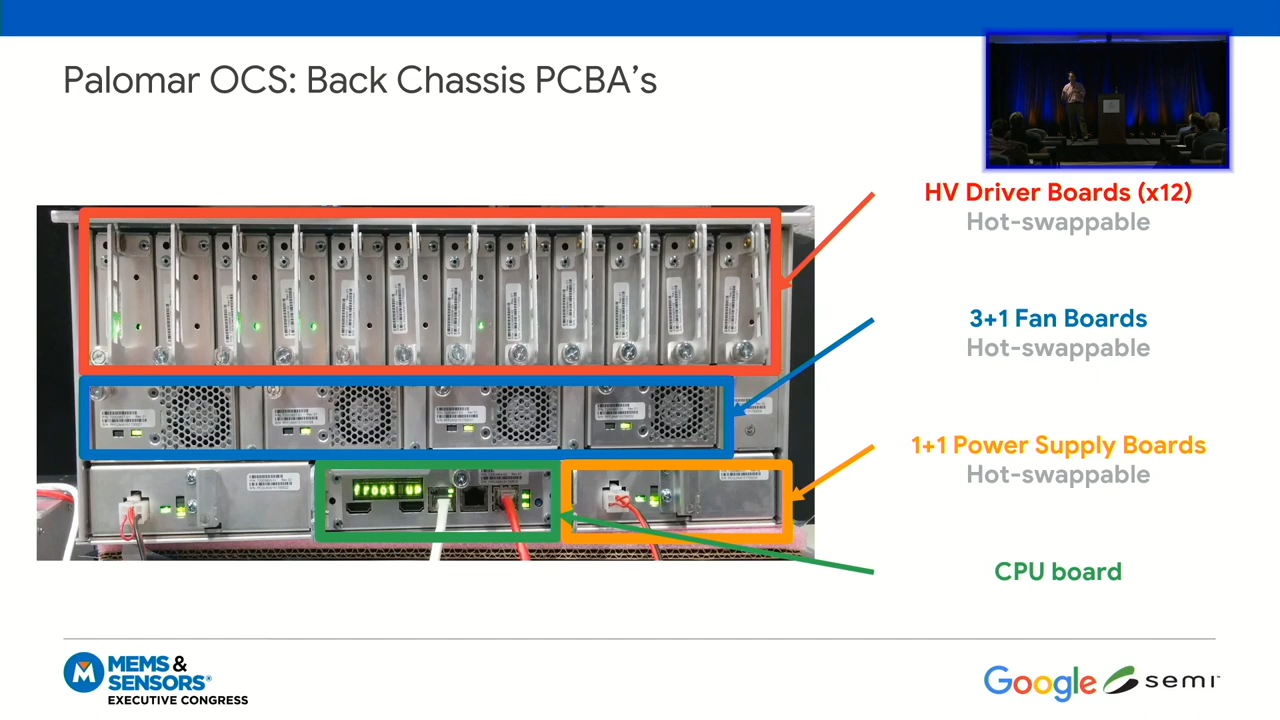 Palomar OCS: Back Chassis PCBA’s
HV Driver Boards (x12)
Hot-swappable
3+1 Fan Boards
Hot-swappable
1+1 Power Supply Boards
Hot-swappable
CPU board
MEMS &
SENSORS®
EXECUTIVE CONGRESS
Google semi™